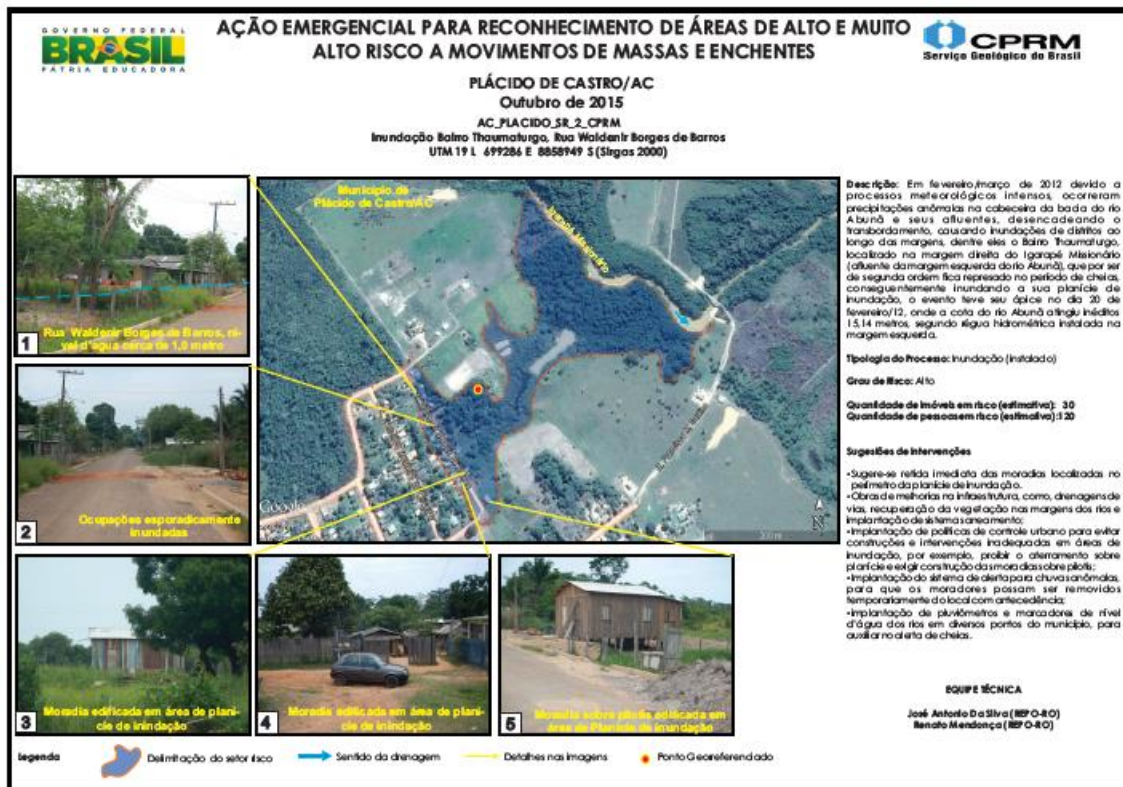 GOVERNO FEDERAL
BRASIL
PÁTRIA EDUCADORA
AÇÃO EMERGENCIAL PARA RECONHECIMENTO DE ÁREAS DE ALTO E MUITO
ALTO RISCO A MOVIMENTOS DE MASSAS E ENCHENTES
CPRM
Serviço Geológico do Brasil
PLÁCIDO DE CASTRO/AC
Outubro de 2015
AC_PLACIDO_SR_2_CPRM
Inundação Bairro Thaumaturgo, Rua Waldenir Borges de Barros
UTM 19 L 699286 E 8858949 S (Sirgas 2000)
1
Rua Waldenir Borges de Barros, ní-
vel d'água cerca de 1,0 metro
2
Ocupações esporadicamente
inundadas
Município de
Plácido de Castro/AC
Igarapé Missionário
Google
N
3
Moradia edificada em área de planí-
cie de inindação
4
Moradia edificada em área de plani-
cie de inindação
5
Moradia sobre pilotis edificada em
área de Planície de inundação
Descrição: Em fevereiro/março de 2012 devido a
processos meteorológicos intensos, ocorreram
precipitações anômalas na cabeceira da bacia do rio
Abunã e seus afluentes, desencadeando o
transbordamento, causando inundações de distritos ao
longo das margens, dentre eles o Bairro Thaumaturgo,
localizado na margem direita do Igarapé Missionário
(afluente da margem esquerda do rio Abunã), que por ser
de segunda ordem fica represado no período de cheias,
conseguentemente inundando a sua planície de
inundação, o evento teve seu ápice no dia 20 de
fevereiro/12, onde a cota do rio Abunã atingiu inéditos
15,14 metros, segundo régua hidrométrica instalada na
margem esquerda.
Tipologia do Processo: Inundação (instalado)
Grau de Risco: Alto
Quantidade de imóveis em risco (estimativa): 30
Quantidade de pessoas em risco (estimativa): 120
Sugestões de intervenções
•Sugere-se retida imediata das moradias localizadas no
perímetro da planície de inundação.
•Obras de melhorias na infraestrutura, como, drenagens de
vias, recuperação da vegetação nas margens dos rios e
implantação de sistema saneamento;
•Implantação de políticas de controle urbano para evitar
construções e intervenções inadequadas em áreas de
inundação, por exemplo, proibir o aterramento sobre
planície e exigir construção das moradias sobre pilotis;
•Implantação do sistema de alerta para chuvas anômalas,
para que os moradores possam ser removidos
temporariamente do local com antecedência;
•Implantação de pluviômetros e marcadores de nível
d'água dos rios em diversos pontos do município, para
auxiliar no alerta de cheias.
EQUIPE TÉCNICA
José Antonio Da Silva (REPO-RO)
Renato Mendonça (REPO-RO)
Legenda
Delimitação do setor risco
Sentido da drenagem
Detalhes nas imagens
Ponto Georeferendado